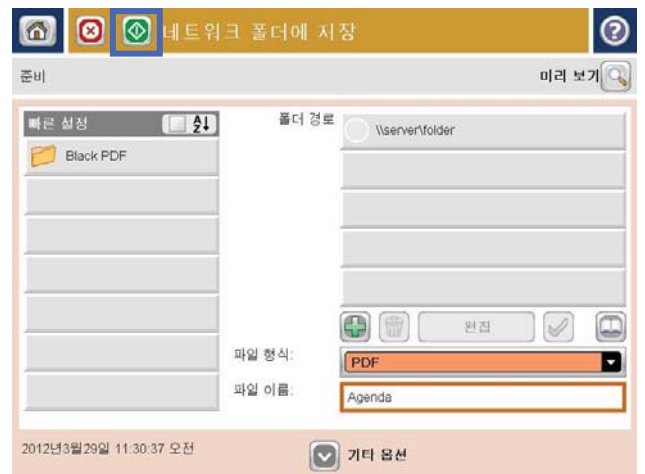 네트워크 폴더에 저장
준비
미리 보기
빠른 설정
폴더 경로
\\server\folder
Black PDF
편집
파일 형식:
PDF
파일 이름:
Agenda
2012년3월29일 11:30:37 오전
기타 옵션